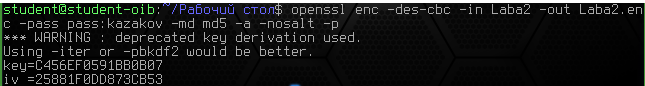 student@student-oib:~/Рабочий стол$ openssl enc -des-cbc -in Laba2 -out Laba2.en
c -pass pass:kazakov -md md5 -a -nosalt -p
*** WARNING : deprecated key derivation used.
Using -iter or -pbkdf2 would be better.
key=C456EF0591BB0B07
iv =25881F0DD873CB53